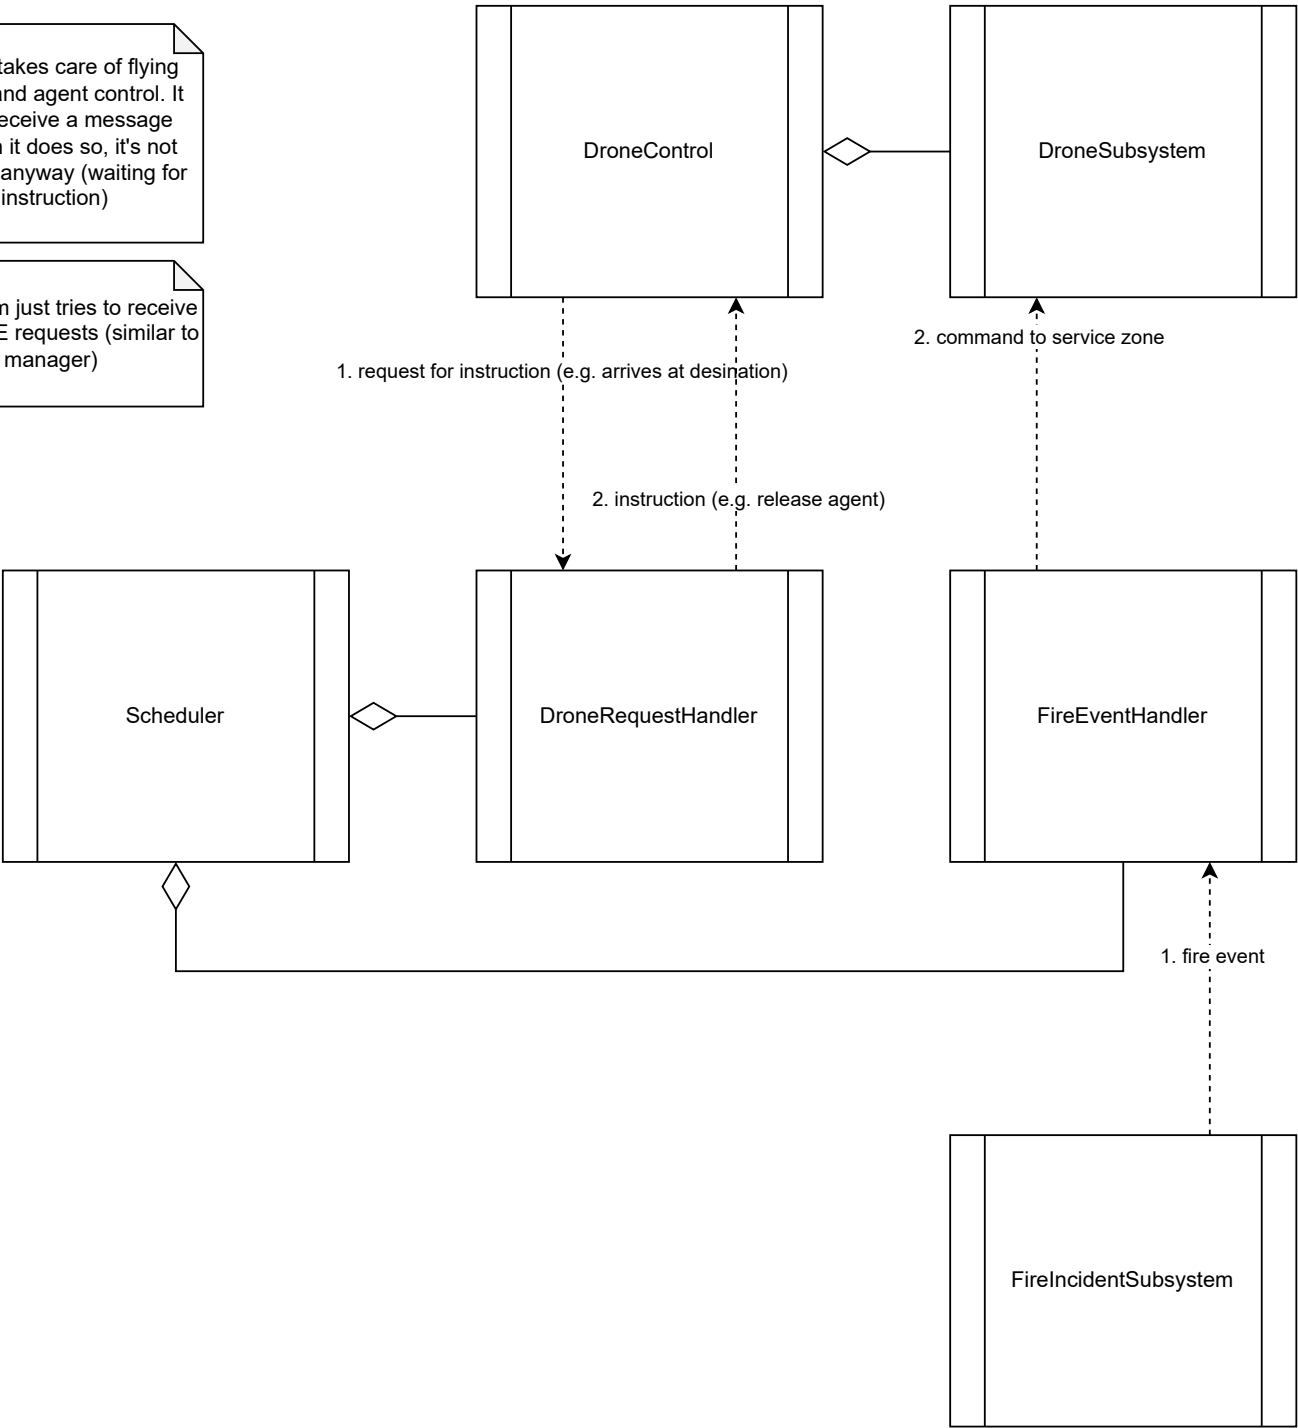 takes care of flying
and agent control. It
receive a message
it does so, it's not
anyway (waiting for
instruction)
just tries to receive
E requests (similar to
manager)
DroneControl
DroneSubsystem
1. request for instruction (e.g. arrives at desination)
2. command to service zone
2. instruction (e.g. release agent)
Scheduler
DroneRequestHandler
FireEventHandler
1. fire event
FireIncidentSubsystem